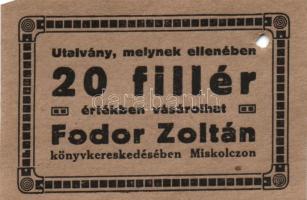 Utalvány, melynek ellenében
20 fillér
értékben vásárolhat
Fodor Zoltán
könyvkereskedésében Miskolczon